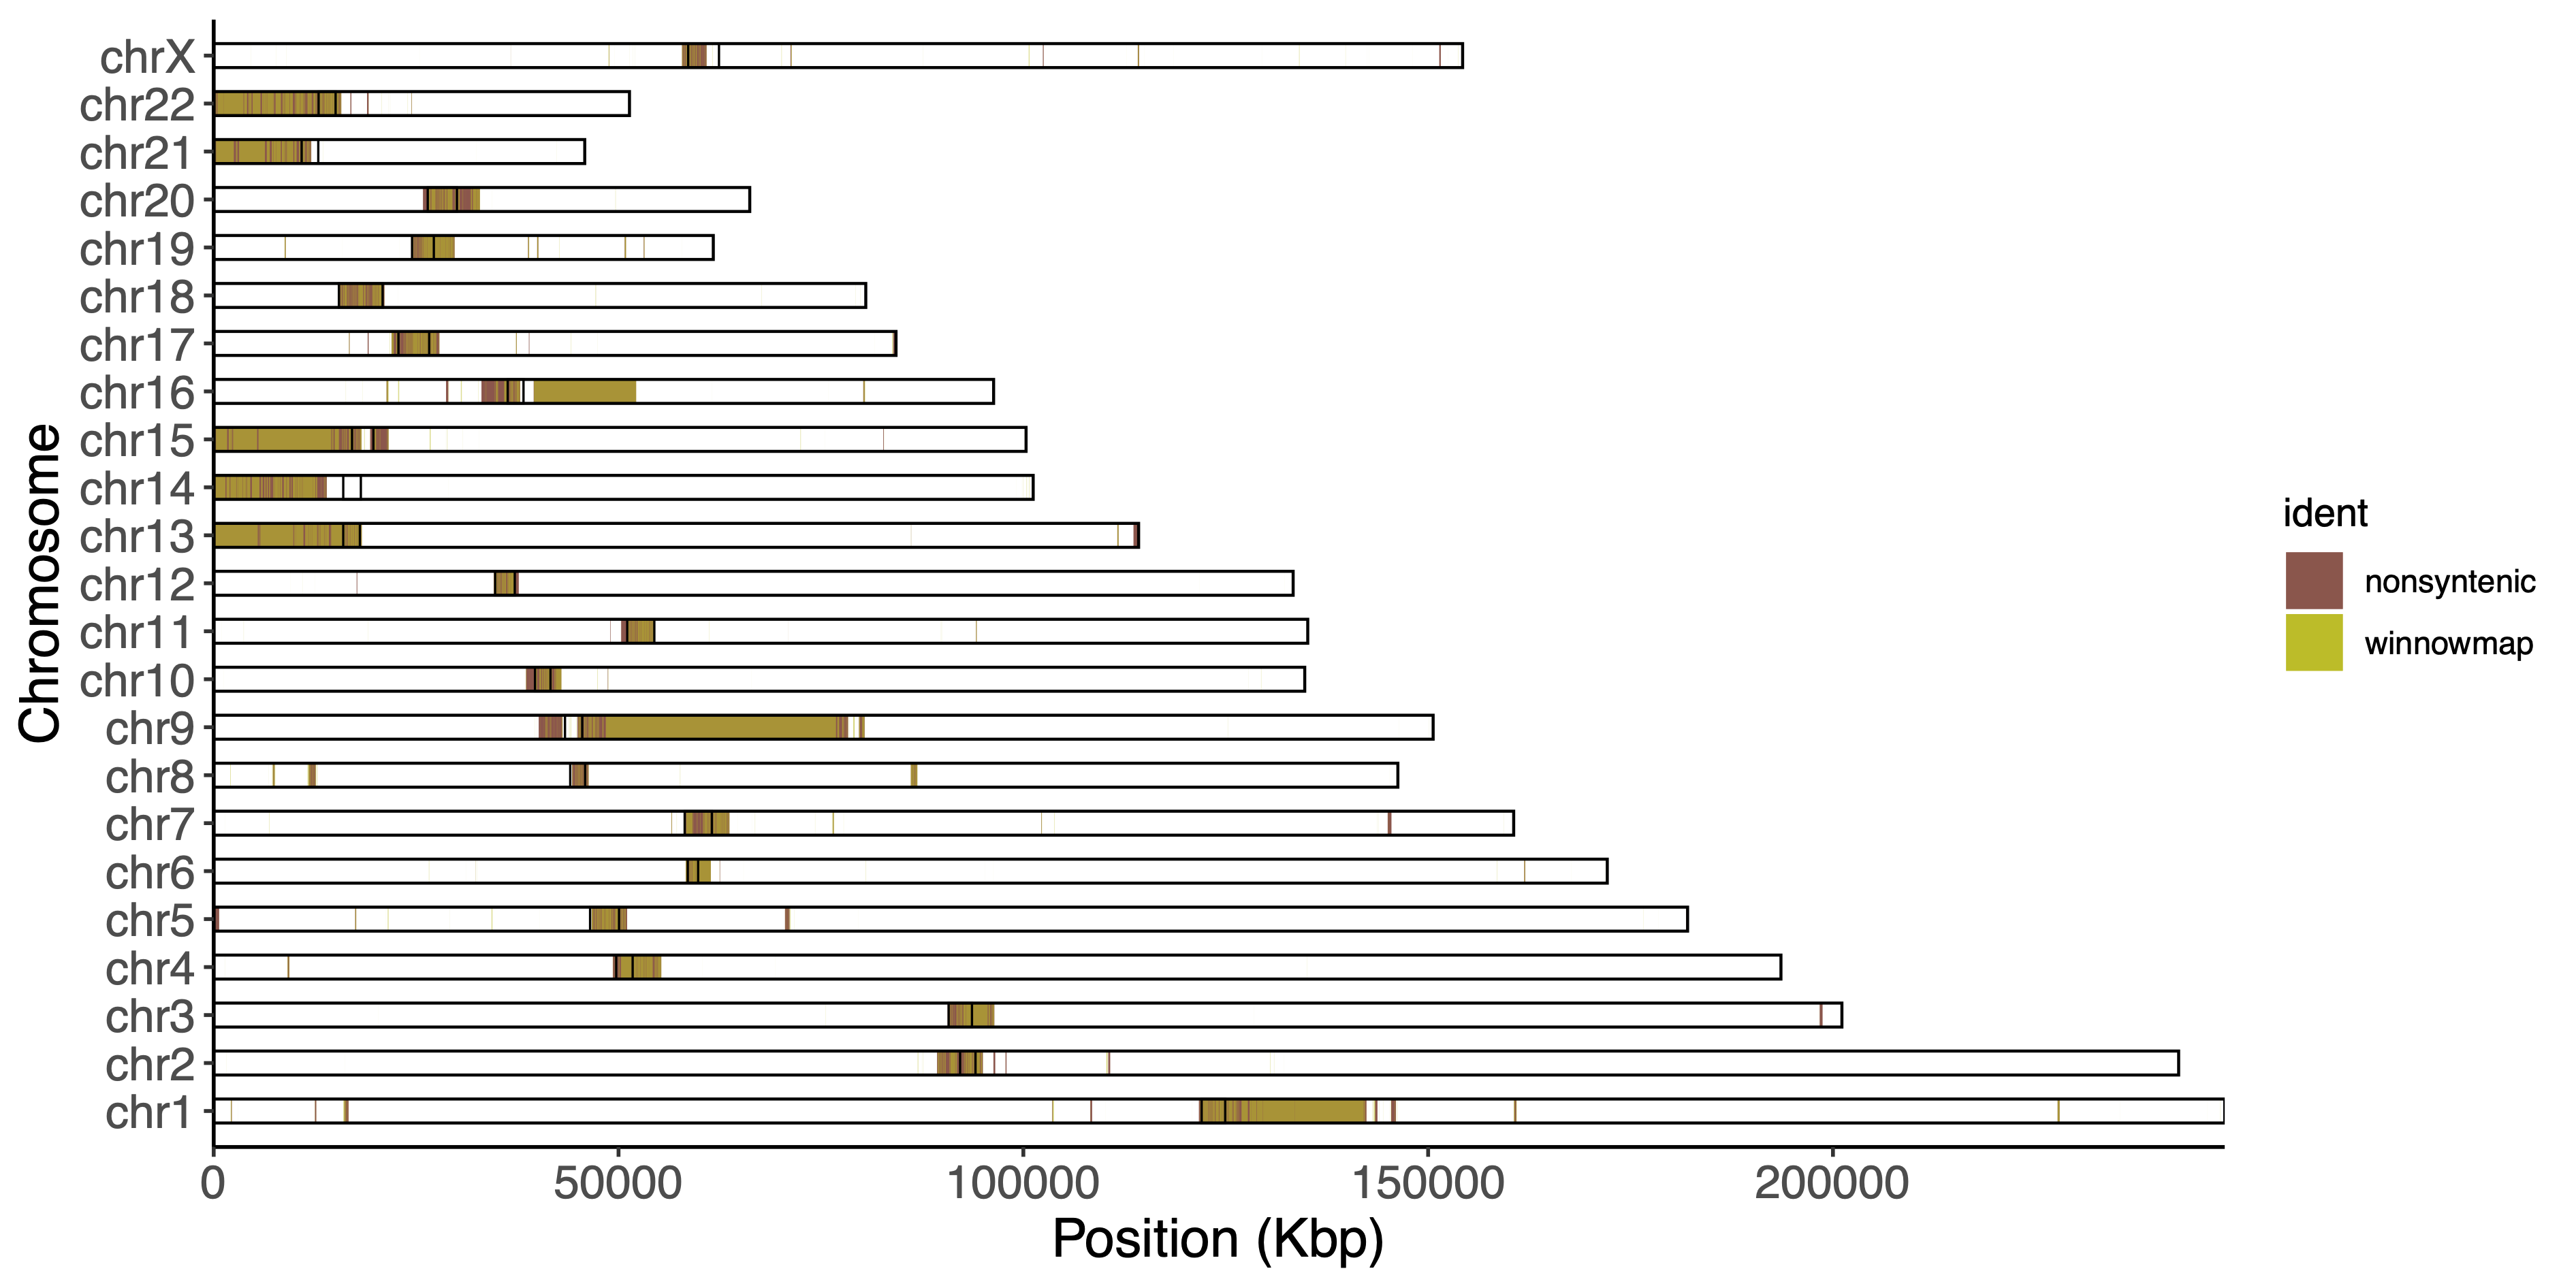 chrX
chr22
chr21
chr20
chr19
chr18
chr17
chr16
chr15
chr14
chr13
chr12
chr11
chr10
chr9
chr8
chr7
chr6
chr5
chr4
chr3
chr2
chr1
Chromosome
0 50000 100000 150000 200000
Position (Kbp)
ident
nonsyntenic
winnowmap